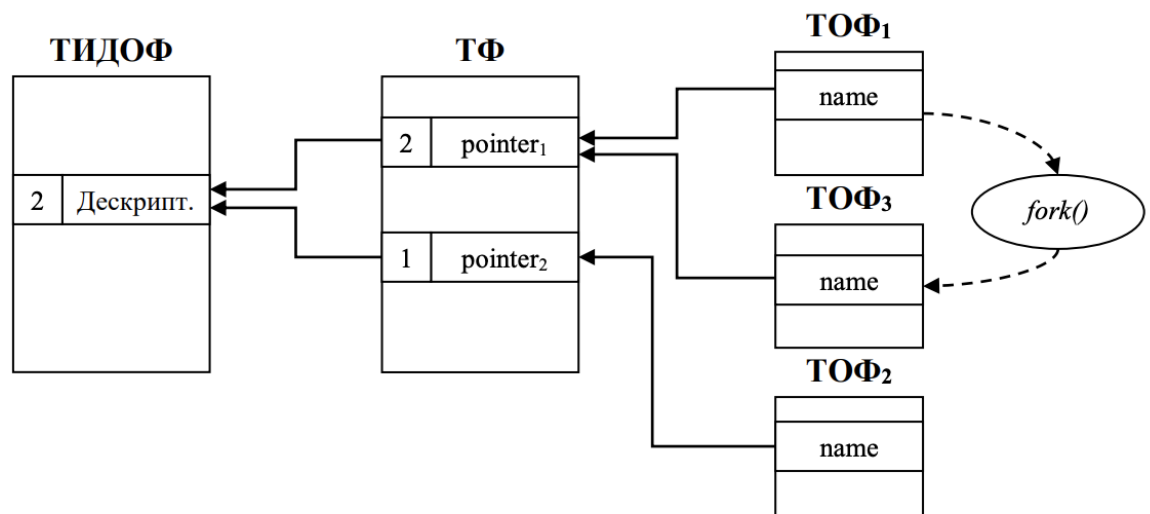 ТИДОФ
2 Дескрипт.
ТФ
2 pointer₁
1 pointer₂
ТОФ₁
name
ТОФ₃
name
ТОФ₂
name
fork()